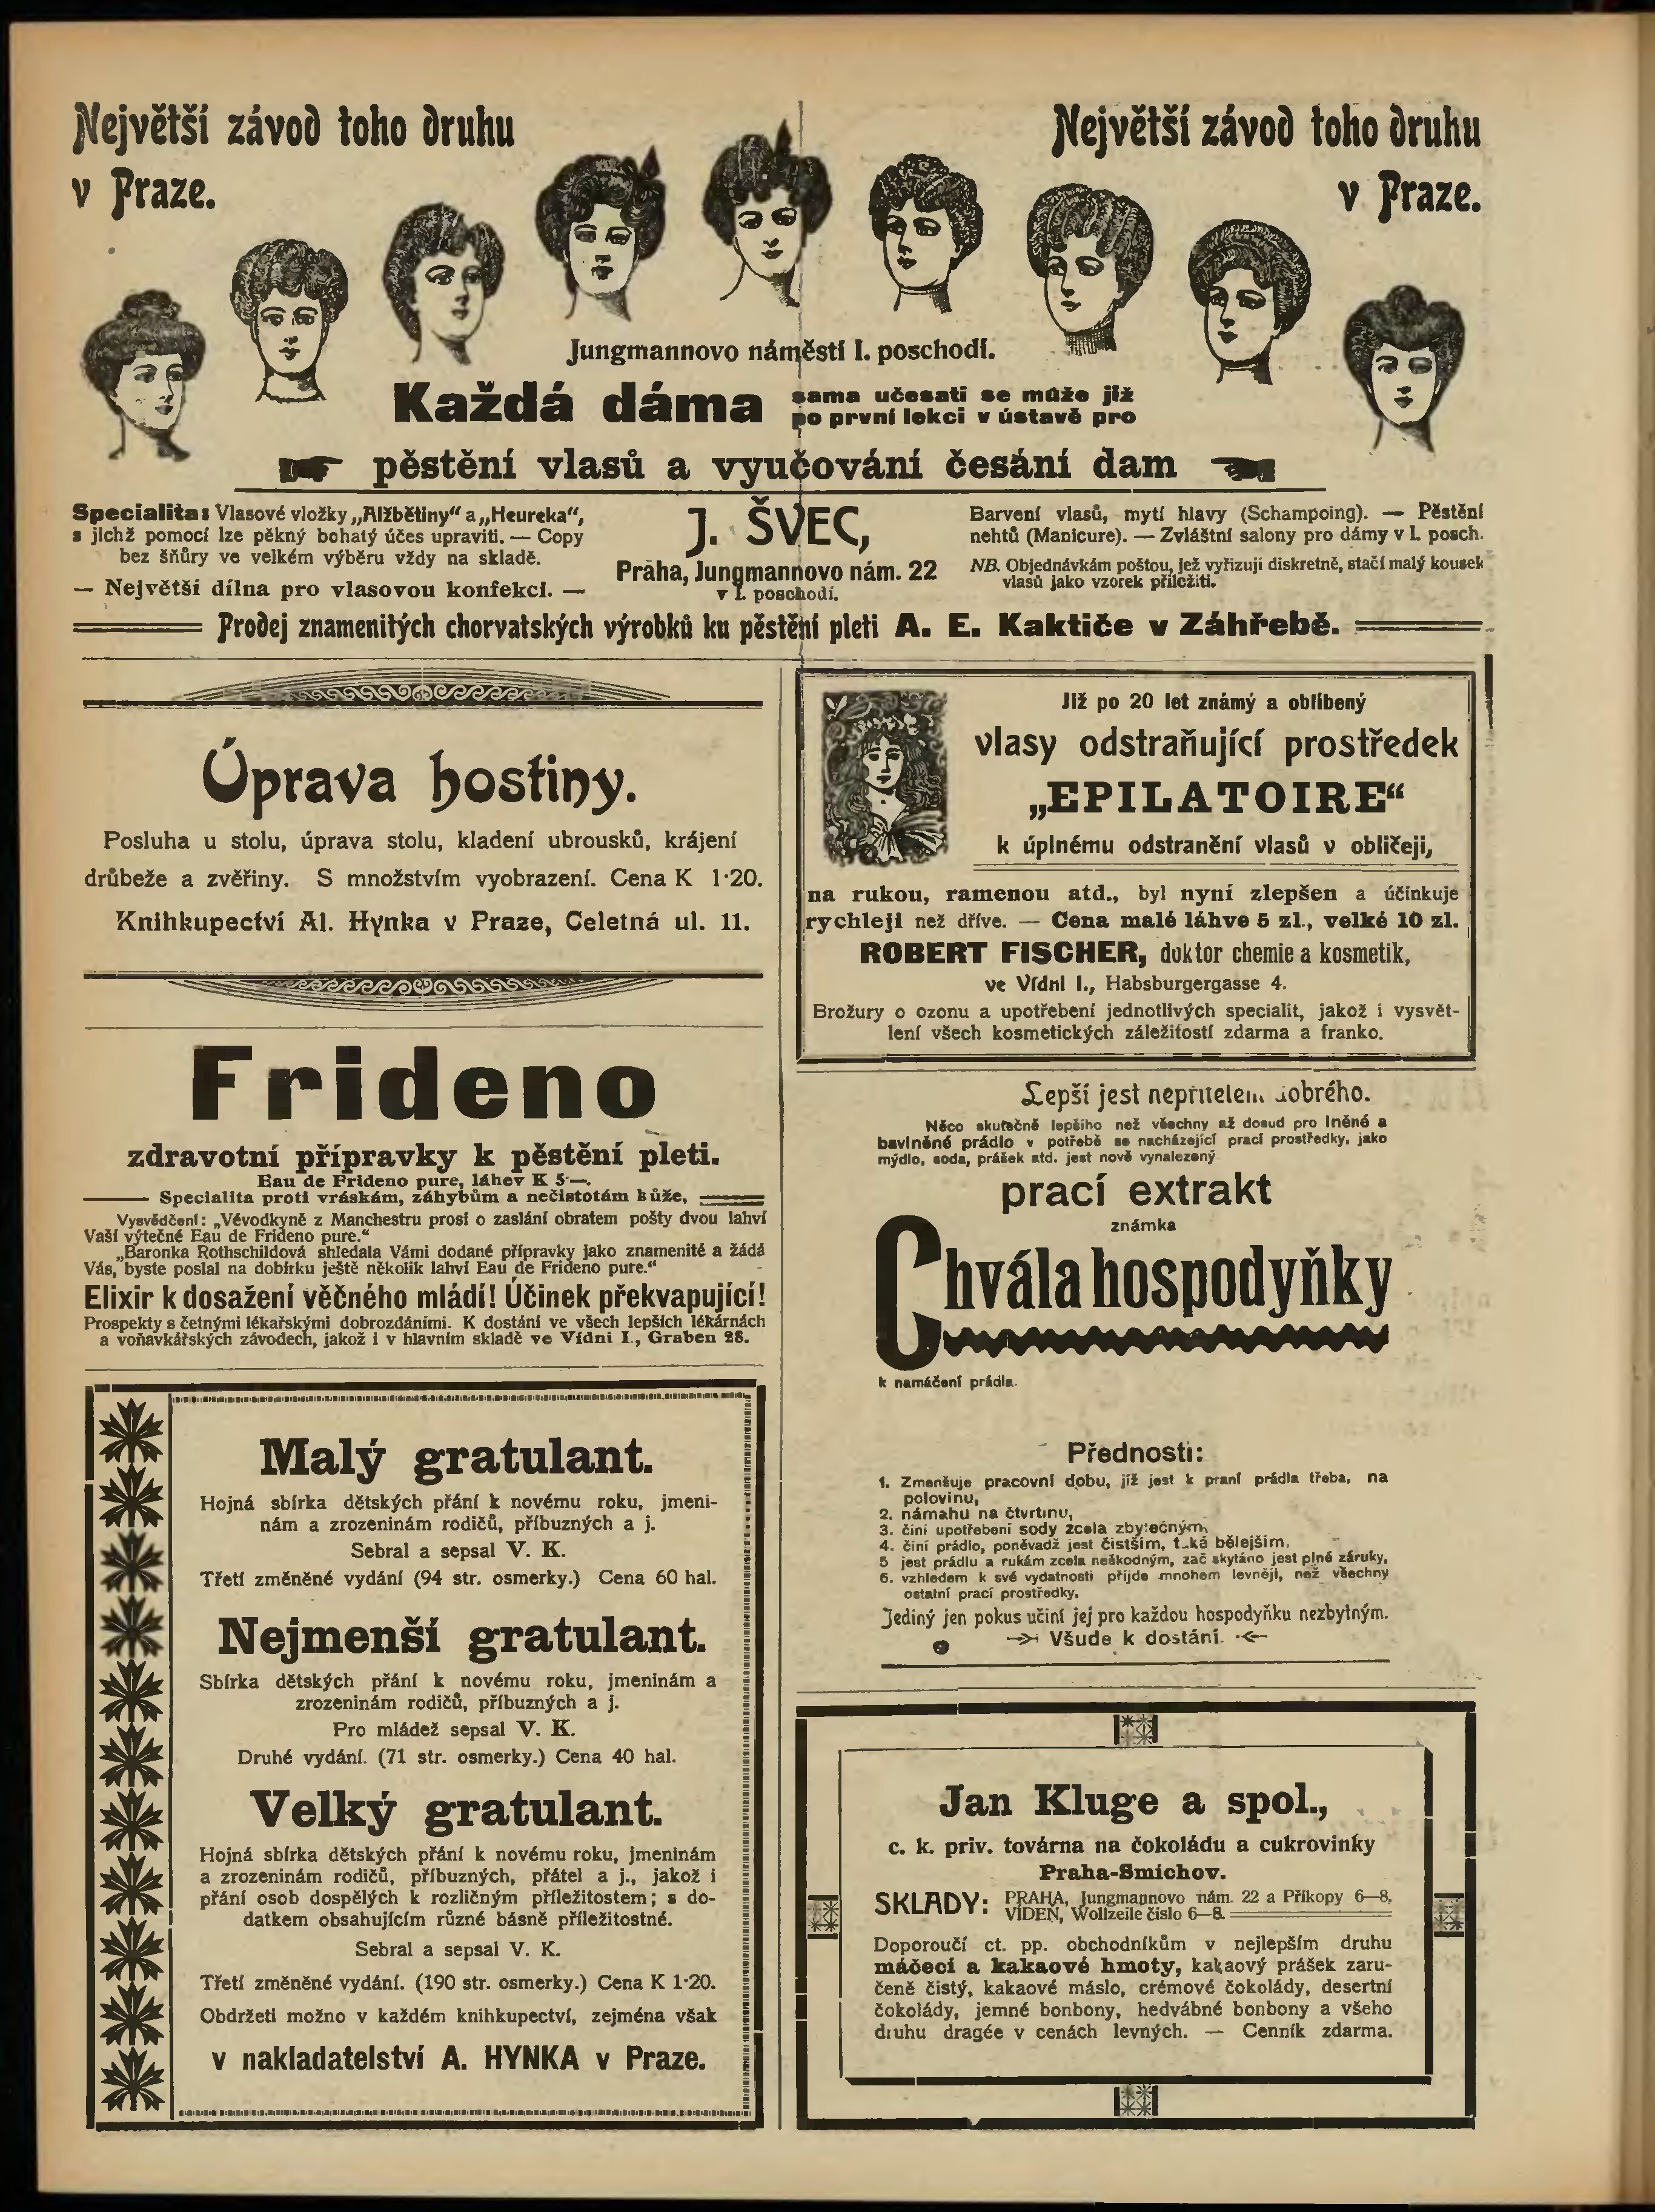 Největší závod toho druhu
v Praze.
Největší závod toho druhu
v Praze.
Jungmannovo náměstí I. poschodí.
Každá dáma sama učesati se může již
po první lekci v ústavě pro
pěstění vlasů a vyučování česání dam
Specialita: Vlasové vložky „Alžbětiny“ a „Heureka“,
s jichž pomocí lze pěkný bohatý účes upraviti. — Copy
bez šňůry ve velkém výběru vždy na skladě.
— Největší dílna pro vlasovou konfekci. —
J. ŠVEC,
Praha, Jungmannovo nám. 22
v I. poschodí.
Barvení vlasů, mytí hlavy (Schampoing). — Pěstění
nehtů (Manicure). — Zvláštní salony pro dámy v I. posch.
NB. Objednávkám poštou, jež vyřizuji diskretně, stačí malý kousek
vlasů jako vzorek přiložiti.
Prodej znamenitých chorvatských výrobků ku pěstění pleti A. E. Kaktiče v Záhřebě.
Úprava hostiny.
Posluha u stolu, úprava stolu, kladení ubrousků, krájení
drůbeže a zvěřiny. S množstvím vyobrazení. Cena K 1·20.
Knihkupectví Al. Hynka v Praze, Celetná ul. 11.
Frideno
zdravotní přípravky k pěstění pleti.
Eau de Frideno pure, láhev K 5·—.
Specialita proti vráskám, záhybům a nečistotám kůže,
Vysvědčení: „Vévodkyně z Manchestru prosí o zaslání obratem pošty dvou lahví
Vaší výtečné Eau de Frideno pure.“
„Baronka Rothschildová shledala Vámi dodané přípravky jako znamenité a žádá
Vás, byste poslal na dobírku ještě několik lahví Eau de Frideno pure.“
Elixir k dosažení věčného mládí! Účinek překvapující!
Prospekty s četnými lékařskými dobrozdáními. K dostání ve všech lepších lékárnách
a voňavkářských závodech, jakož i v hlavním skladě ve Vídni I., Graben 28.
Malý gratulant.
Hojná sbírka dětských přání k novému roku, jmeni-
nám a zrozeninám rodičů, příbuzných a j.
Sebral a sepsal V. K.
Třetí změněné vydání (94 str. osmerky.) Cena 60 hal.
Nejmenší gratulant.
Sbírka dětských přání k novému roku, jmeninám a
zrozeninám rodičů, příbuzných a j.
Pro mládež sepsal V. K.
Druhé vydání. (71 str. osmerky.) Cena 40 hal.
Velký gratulant.
Hojná sbírka dětských přání k novému roku, jmeninám
a zrozeninám rodičů, příbuzných, přátel a j., jakož i
přání osob dospělých k rozličným příležitostem; s do-
datkem obsahujícím různé básně příležitostné.
Sebral a sepsal V. K.
Třetí změněné vydání. (190 str. osmerky.) Cena K 1·20.
Obdržeti možno v každém knihkupectví, zejména však
v nakladatelství A. HYNKA v Praze.
Již po 20 let známý a oblíbený
vlasy odstraňující prostředek
„EPILATOIRE“
k úplnému odstranění vlasů v obličeji,
na rukou, ramenou atd., byl nyní zlepšen a účinkuje
rychleji než dříve. — Cena malé láhve 5 zl., velké 10 zl.
ROBERT FISCHER, doktor chemie a kosmetik,
ve Vídni I., Habsburgergasse 4.
Brožury o ozonu a upotřebení jednotlivých specialit, jakož i vysvět-
lení všech kosmetických záležitostí zdarma a franko.
Lepší jest nepřítelem dobrého.
Něco skutečně lepšího než všechny až dosud pro lněné a
bavlněné prádlo v potřebě se nacházející prací prostředky, jako
mýdlo, soda, prášek atd. jest nově vynalezený
prací extrakt
známka
Chvála hospodyňky
k namáčení prádla.
Přednosti:
1. Zmenšuje pracovní dobu, jíž jest k praní prádla třeba, na
polovinu,
2. námahu na čtvrtinu,
3. činí upotřebení sody zcela zbytečným,
4. činí prádlo, poněvadž jest čistším, také bělejším,
5 jest prádlu a rukám zcela neškodným, zač skytáno jest plné záruky,
6. vzhledem k své vydatnosti přijde mnohem levněji, než všechny
ostatní prací prostředky.
Jediný jen pokus učiní jej pro každou hospodyňku nezbytným.
Všude k dostání.
Jan Kluge a spol.,
c. k. priv. továrna na čokoládu a cukrovinky
Praha-Smichov.
SKLADY: PRAHA, Jungmannovo nám. 22 a Příkopy 6—8,
VÍDEŇ, Wollzeile číslo 6—8.
Doporoučí ct. pp. obchodníkům v nejlepším druhu
máčecí a kakaové hmoty, kakaový prášek zaru-
čeně čistý, kakaové máslo, crémové čokolády, desertní
čokolády, jemné bonbony, hedvábné bonbony a všeho
druhu dragée v cenách levných. — Cenník zdarma.